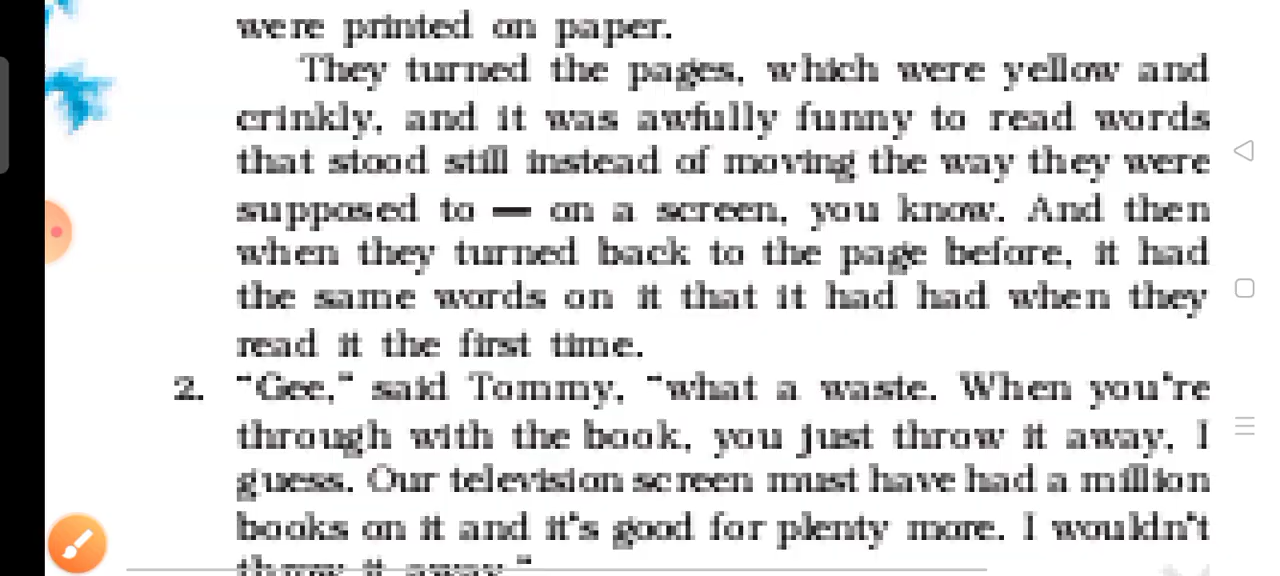 were printed on paper.
They turned the pages, which were yellow and
crinkly, and it was awfully funny to read words
that stood still instead of moving the way they were
supposed to — on a screen, you know. And then
when they turned back to the page before, it had
the same words on it that it had had when they
read it the first time.
2. "Gee," said Tommy, "what a waste. When you're
through with the book, you just throw it away, I
guess. Our television screen must have had a million
books on it and it's good for plenty more. I wouldn't
throw it away."